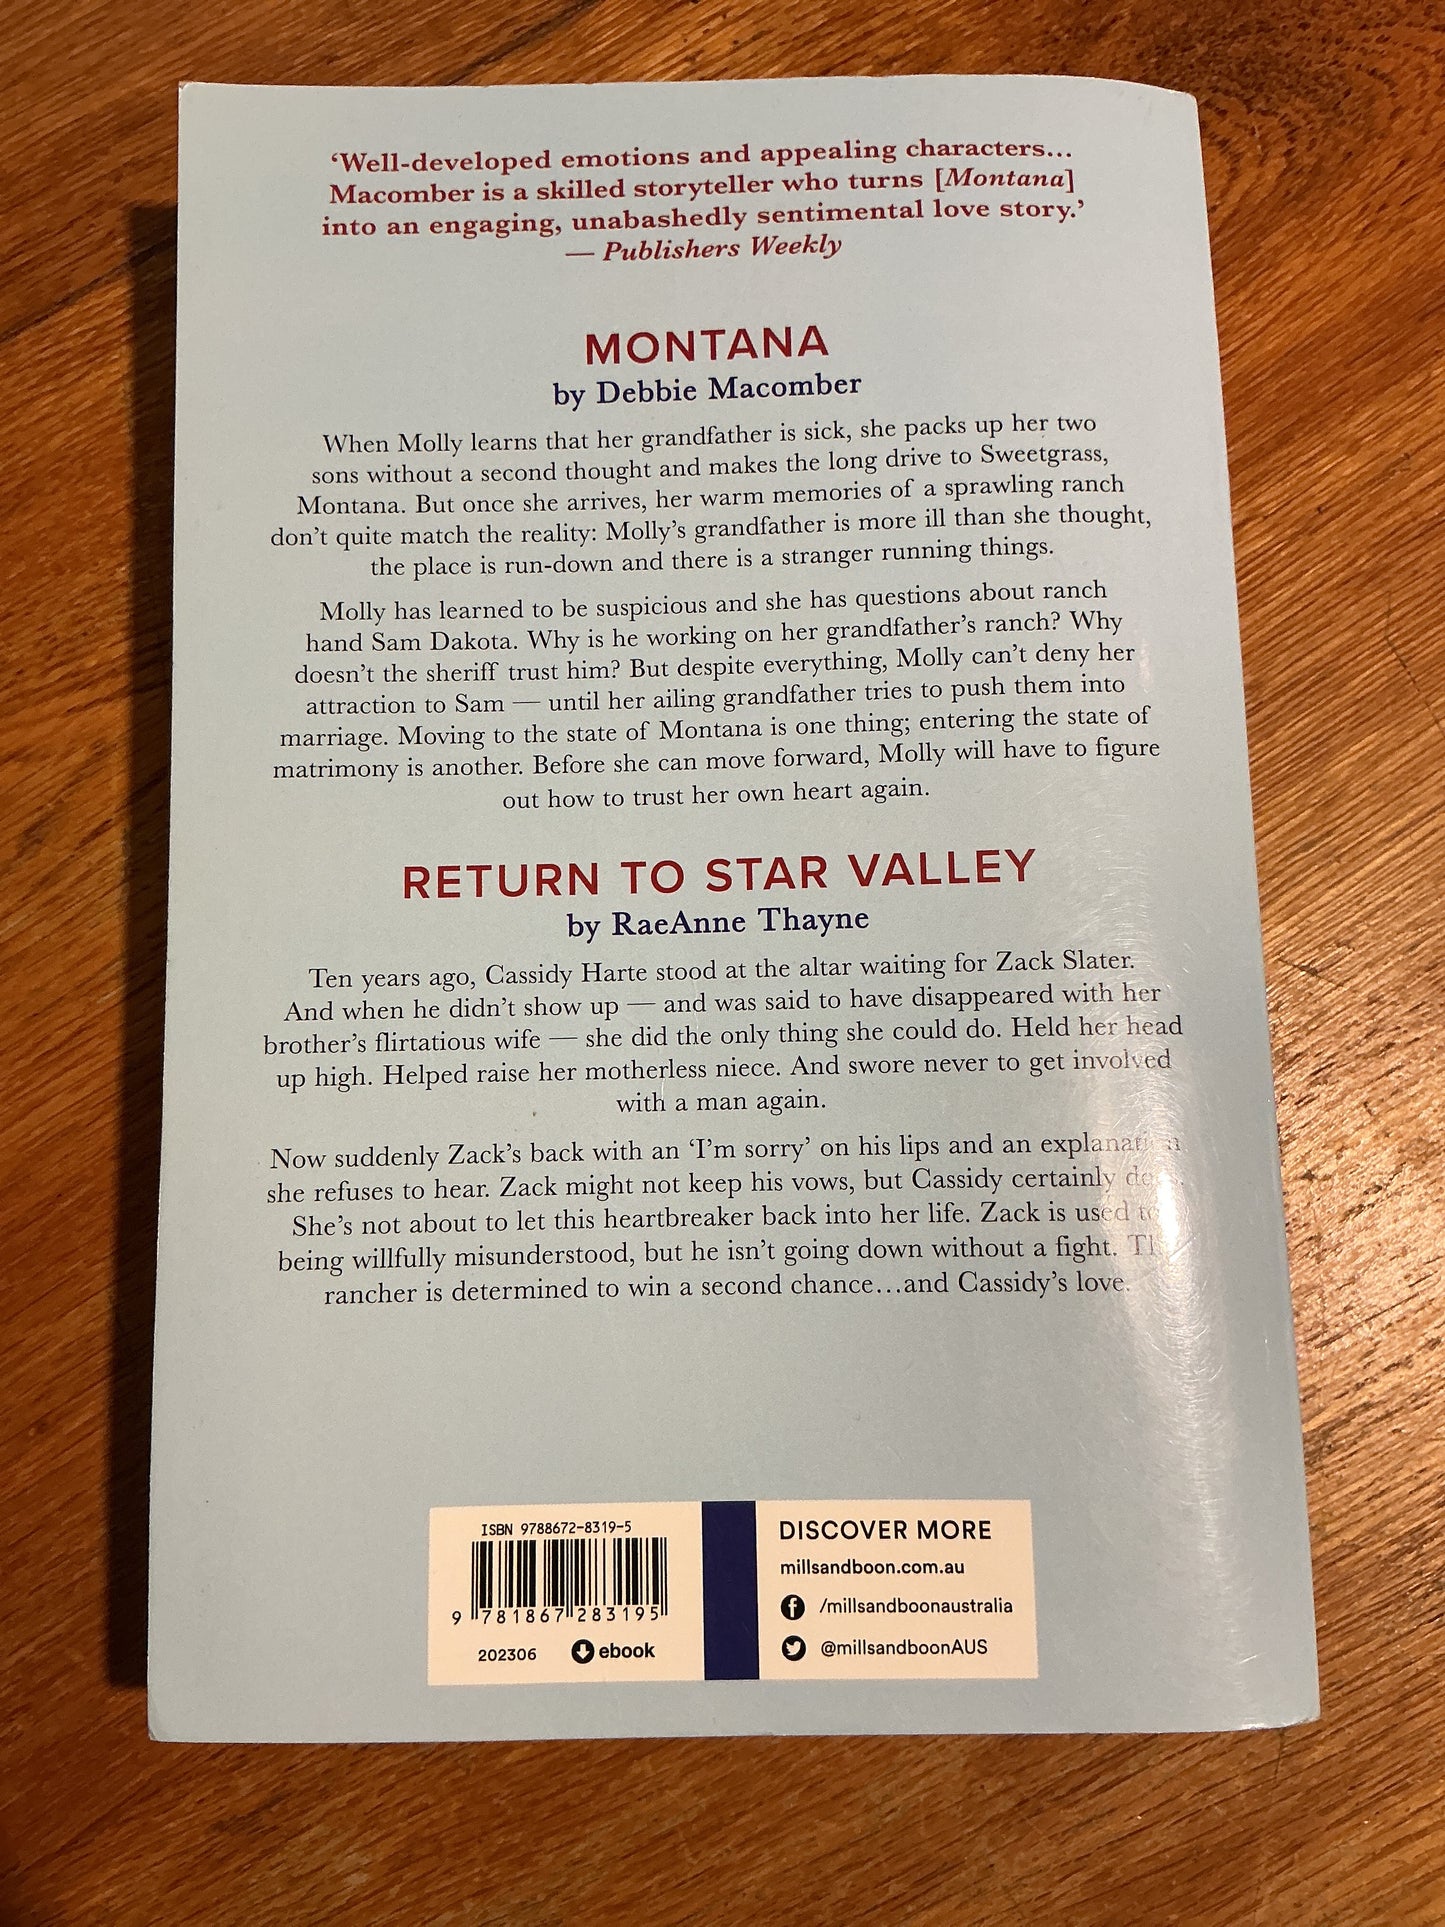 ‘Well-developed emotions and appealing characters…
Macomber is a skilled storyteller who turns [Montana]
into an engaging, unabashedly sentimental love story.’
— Publishers Weekly
MONTANA
by Debbie Macomber
When Molly learns that her grandfather is sick, she packs up her two
sons without a second thought and makes the long drive to Sweetgrass,
Montana. But once she arrives, her warm memories of a sprawling ranch
don’t quite match the reality: Molly’s grandfather is more ill than she thought,
the place is run-down and there is a stranger running things.
Molly has learned to be suspicious and she has questions about ranch
hand Sam Dakota. Why is he working on her grandfather’s ranch? Why
doesn’t the sheriff trust him? But despite everything, Molly can’t deny her
attraction to Sam — until her ailing grandfather tries to push them into
marriage. Moving to the state of Montana is one thing; entering the state of
matrimony is another. Before she can move forward, Molly will have to figure
out how to trust her own heart again.
RETURN TO STAR VALLEY
by RaeAnne Thayne
Ten years ago, Cassidy Harte stood at the altar waiting for Zack Slater.
And when he didn’t show up — and was said to have disappeared with her
brother’s flirtatious wife — she did the only thing she could do. Held her head
up high. Helped raise her motherless niece. And swore never to get involved
with a man again.
Now suddenly Zack’s back with an ‘I’m sorry’ on his lips and an explanation
she refuses to hear. Zack might not keep his vows, but Cassidy certainly
She’s not about to let this heartbreaker back into her life. Zack is used to
being willfully misunderstood, but he isn’t going down without a fight.
rancher is determined to win a second chance…and Cassidy’s love.
ISBN 9788672-8319-5
9 781867 283195
202306 ebook
DISCOVER MORE
millsandboon.com.au
/millsandboonaustralia
@millsandboonAUS